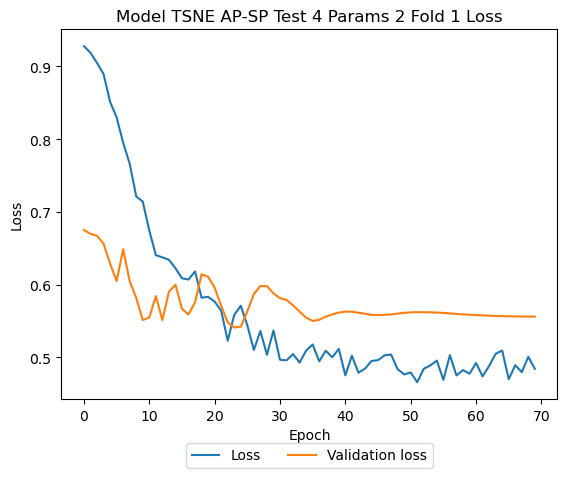 Model TSNE AP-SP Test 4 Params 2 Fold 1 Loss
0.9
0.8
0.7
0.6
0.5
Loss
0 10 20 30 40 50 60 70
Epoch
Loss Validation loss